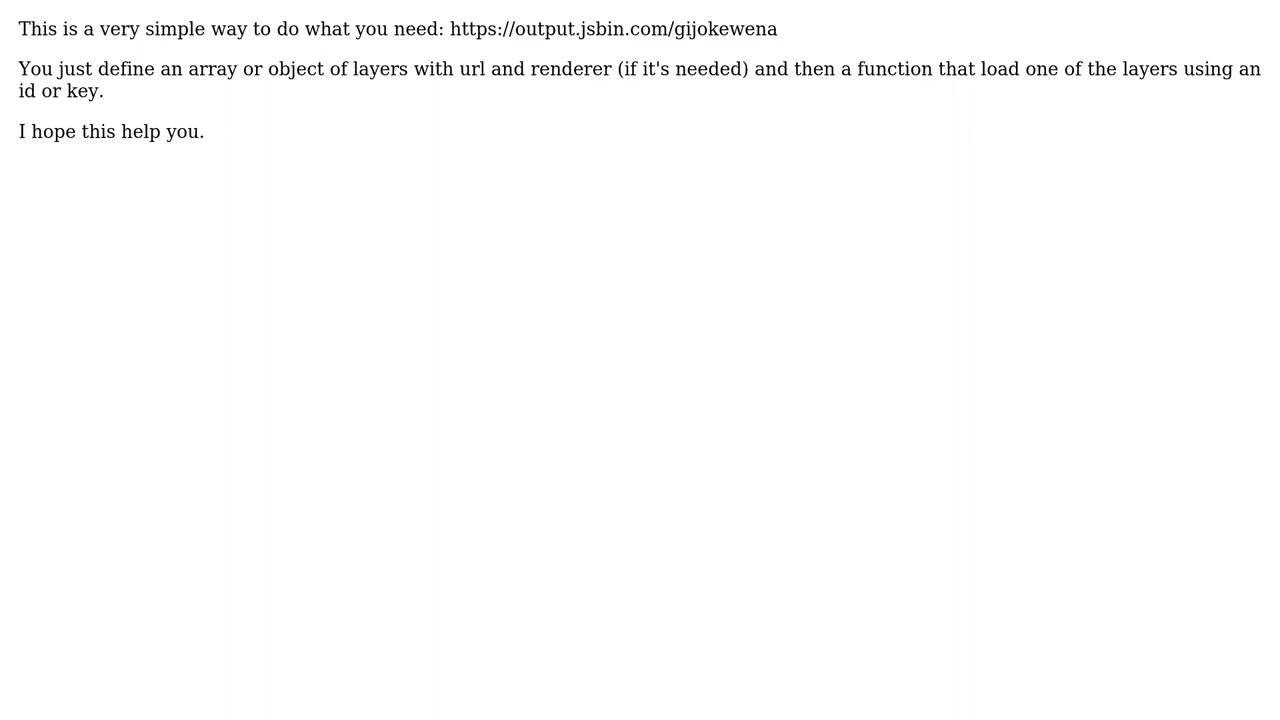 This is a very simple way to do what you need: https://output.jsbin.com/gijokewena
You just define an array or object of layers with url and renderer (if it's needed) and then a function that load one of the layers using an
id or key.
I hope this help you.